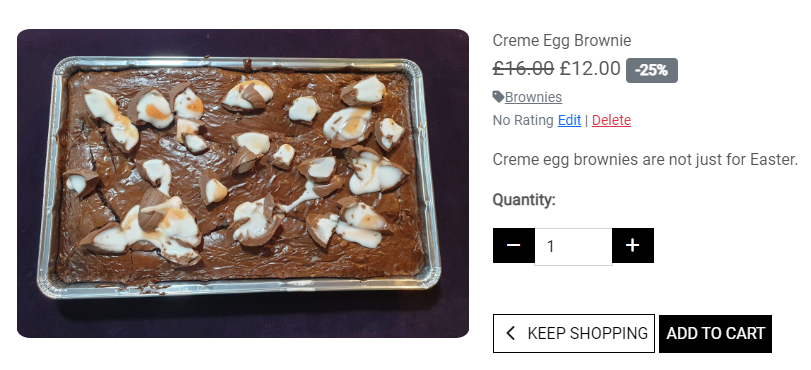 Creme Egg Brownie
£16.00 £12.00 -25%
Brownies
No Rating Edit | Delete
Creme egg brownies are not just for Easter.
Quantity:
− 1 +
KEEP SHOPPING ADD TO CART